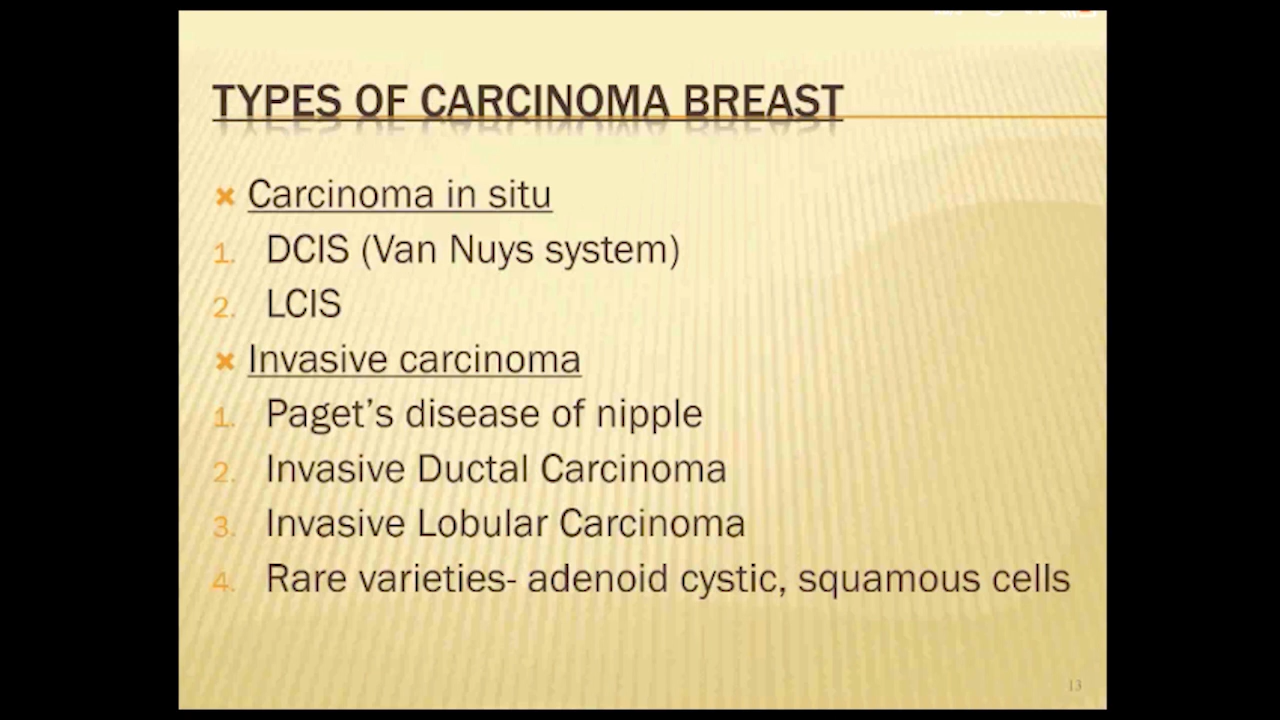 TYPES OF CARCINOMA BREAST
Carcinoma in situ
1. DCIS (Van Nuys system)
2. LCIS
Invasive carcinoma
1. Paget’s disease of nipple
2. Invasive Ductal Carcinoma
3. Invasive Lobular Carcinoma
4. Rare varieties- adenoid cystic, squamous cells
13